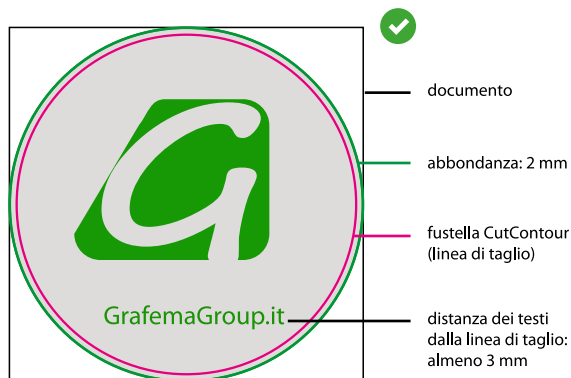 documento
abbondanza: 2 mm
fustella CutContour
(linea di taglio)
GrafemaGroup.it
distanza dei testi
dalla linea di taglio:
almeno 3 mm